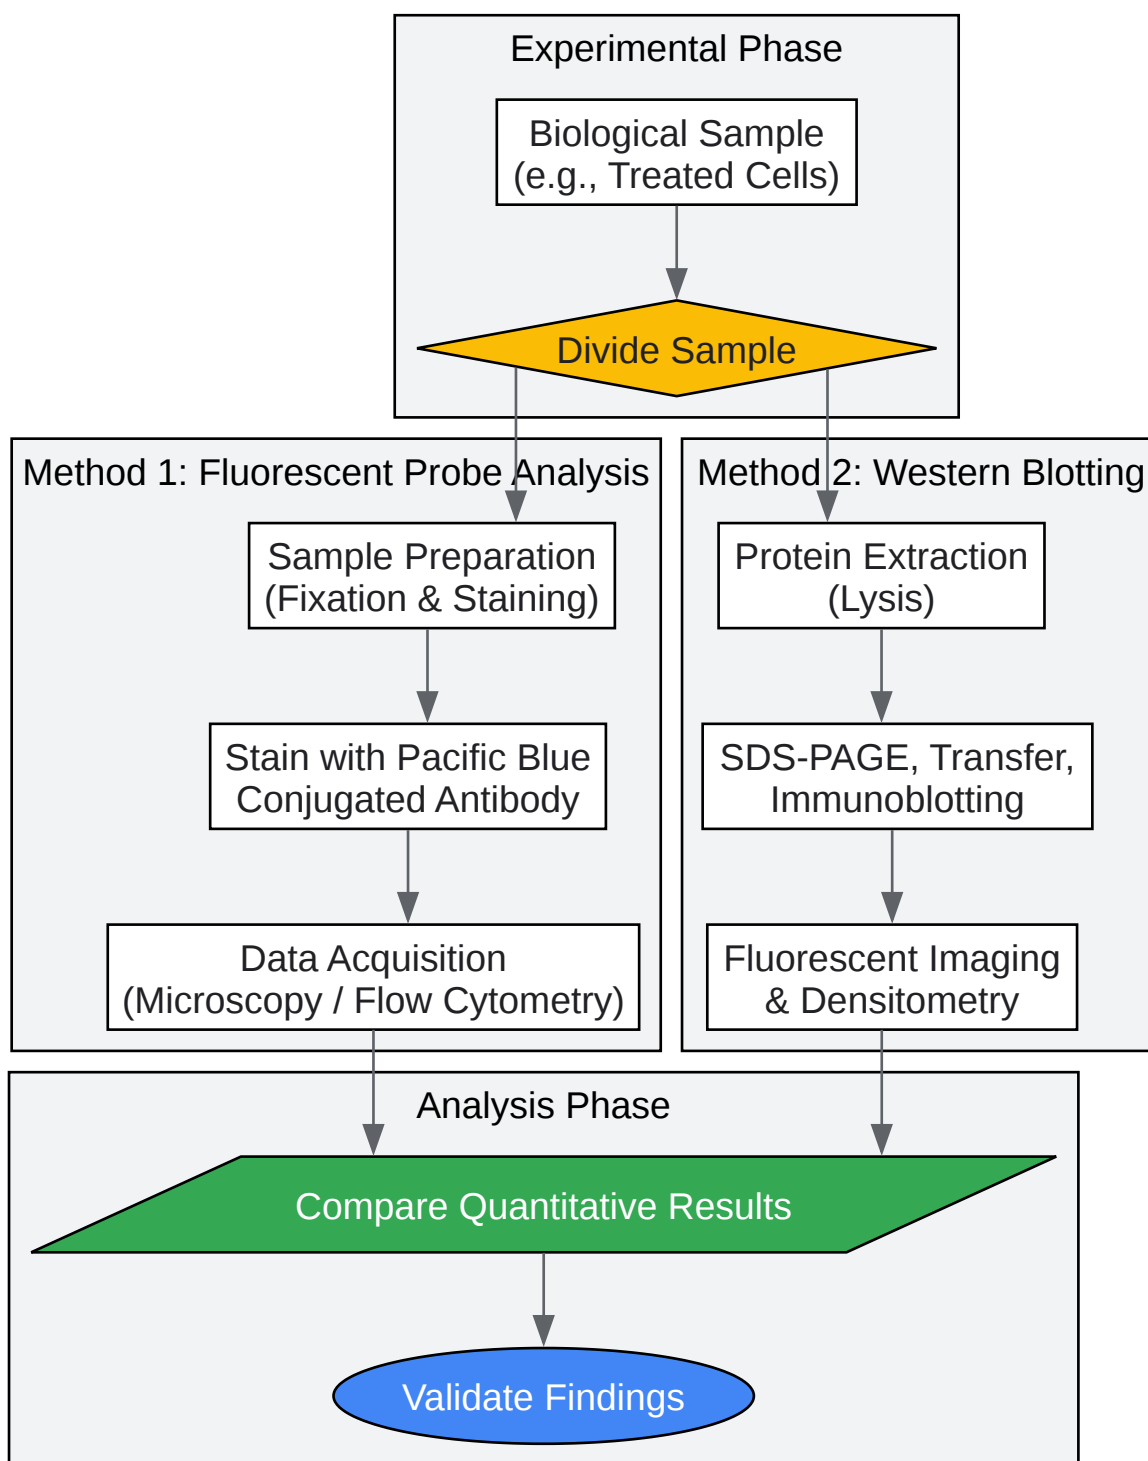 Experimental Phase
Biological Sample
(e.g., Treated Cells)
Divide Sample
Method 1: Fluorescent Probe Analysis
Sample Preparation
(Fixation & Staining)
Stain with Pacific Blue
Conjugated Antibody
Data Acquisition
(Microscopy / Flow Cytometry)
Method 2: Western Blotting
Protein Extraction
(Lysis)
SDS-PAGE, Transfer,
Immunoblotting
Fluorescent Imaging
& Densitometry
Analysis Phase
Compare Quantitative Results
Validate Findings